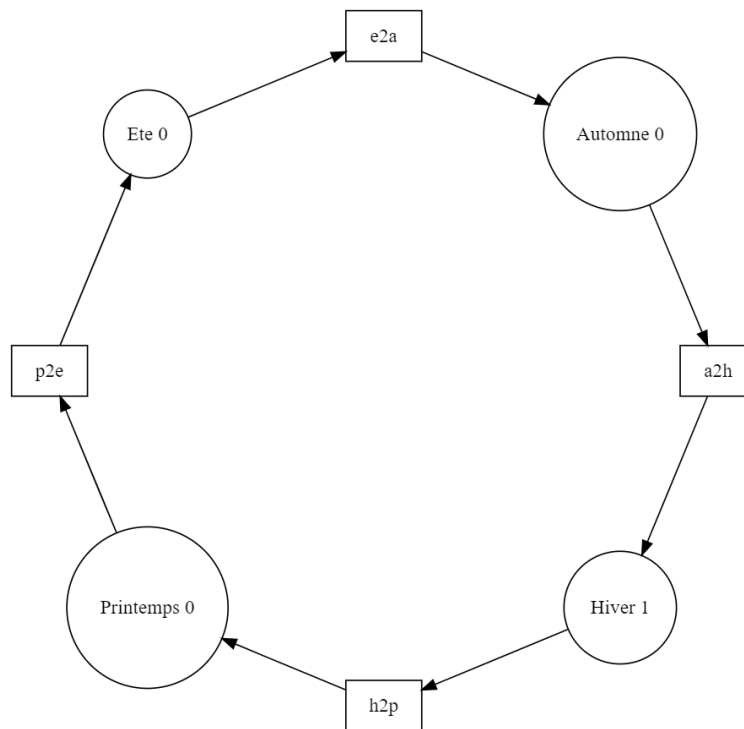 e2a
Ete 0
Automne 0
p2e
a2h
Printemps 0
Hiver 1
h2p